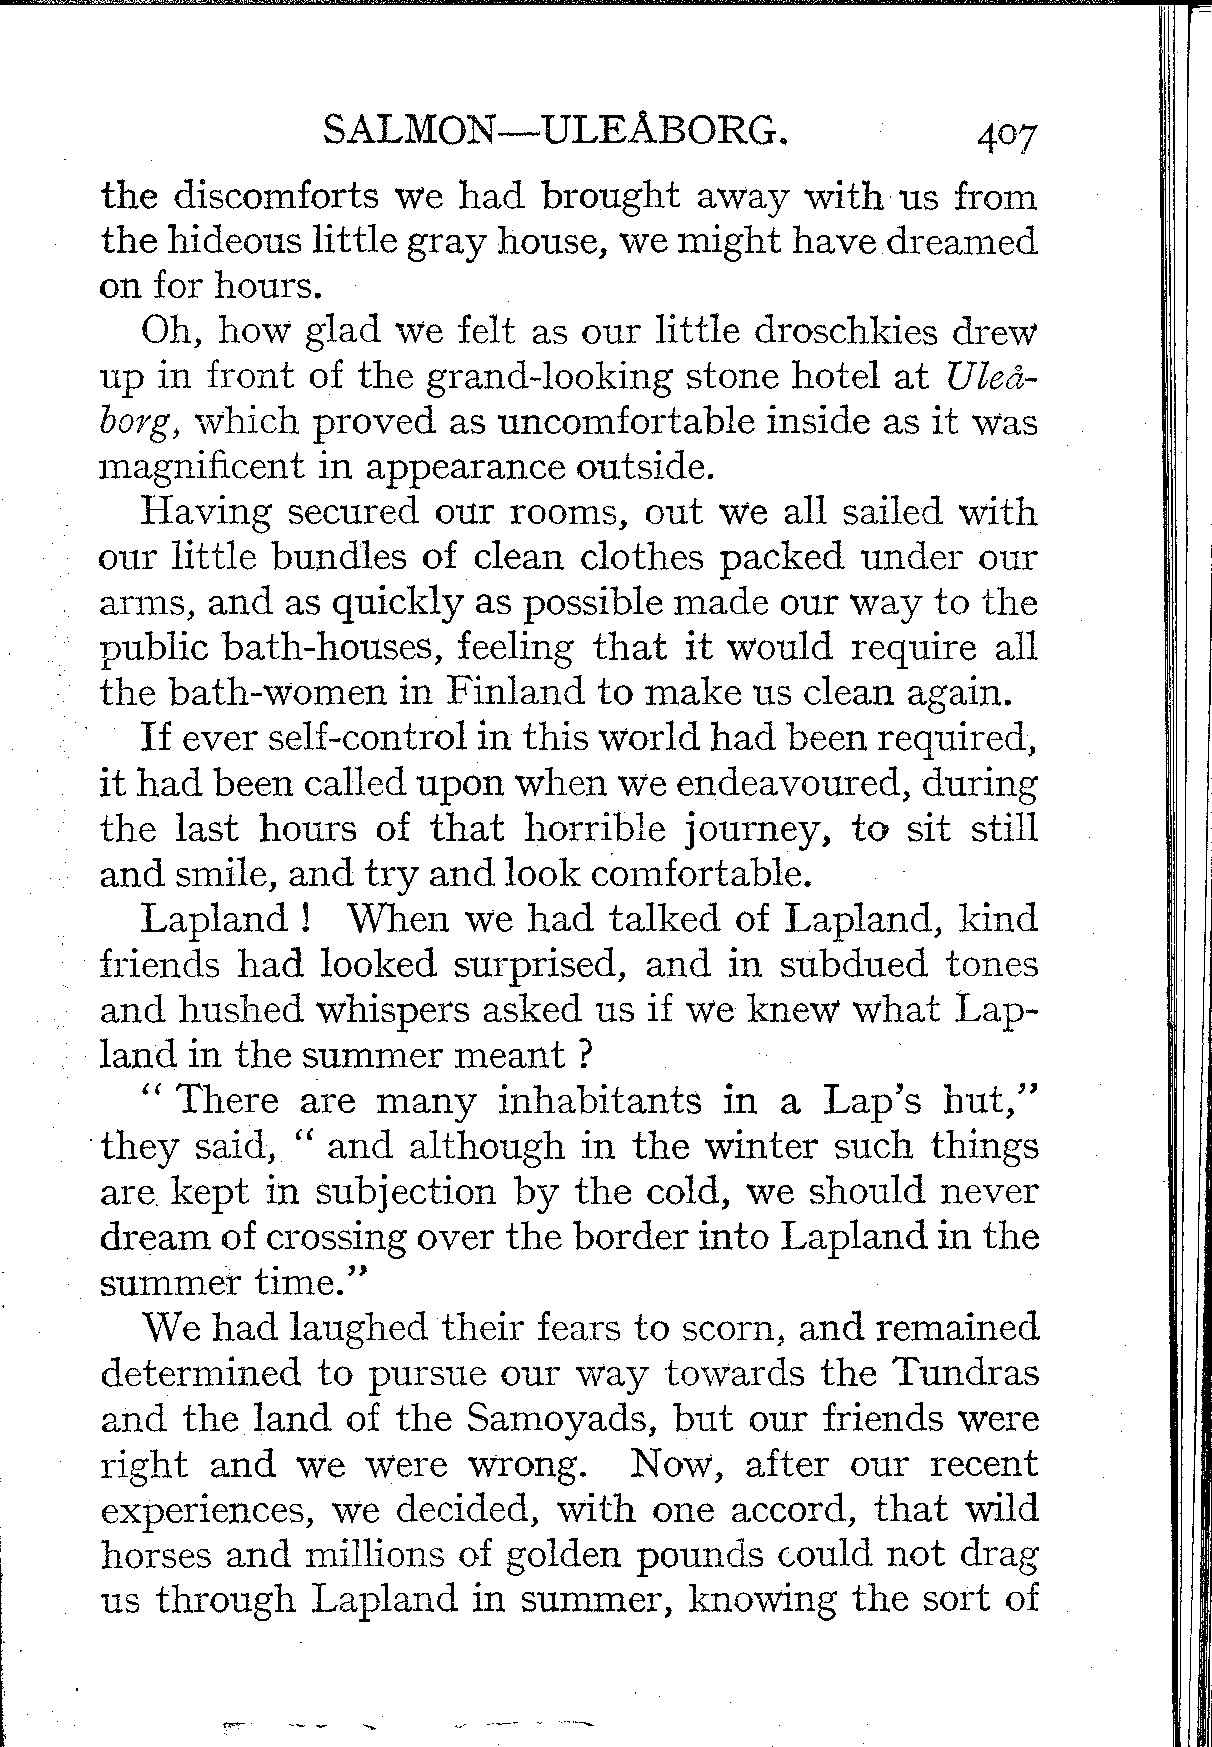 SALMON—ULEÅBORG. 407
the discomforts we had brought away with us from
the hideous little gray house, we might have dreamed
on for hours.
Oh, how glad we felt as our little droschkies drew
up in front of the grand-looking stone hotel at Uleå-
borg, which proved as uncomfortable inside as it was
magnificent in appearance outside.
Having secured our rooms, out we all sailed with
our little bundles of clean clothes packed under our
arms, and as quickly as possible made our way to the
public bath-houses, feeling that it would require all
the bath-women in Finland to make us clean again.
If ever self-control in this world had been required,
it had been called upon when we endeavoured, during
the last hours of that horrible journey, to sit still
and smile, and try and look comfortable.
Lapland ! When we had talked of Lapland, kind
friends had looked surprised, and in subdued tones
and hushed whispers asked us if we knew what Lap-
land in the summer meant ?
“ There are many inhabitants in a Lap’s hut,”
they said, “ and although in the winter such things
are kept in subjection by the cold, we should never
dream of crossing over the border into Lapland in the
summer time.”
We had laughed their fears to scorn, and remained
determined to pursue our way towards the Tundras
and the land of the Samoyads, but our friends were
right and we were wrong. Now, after our recent
experiences, we decided, with one accord, that wild
horses and millions of golden pounds could not drag
us through Lapland in summer, knowing the sort of